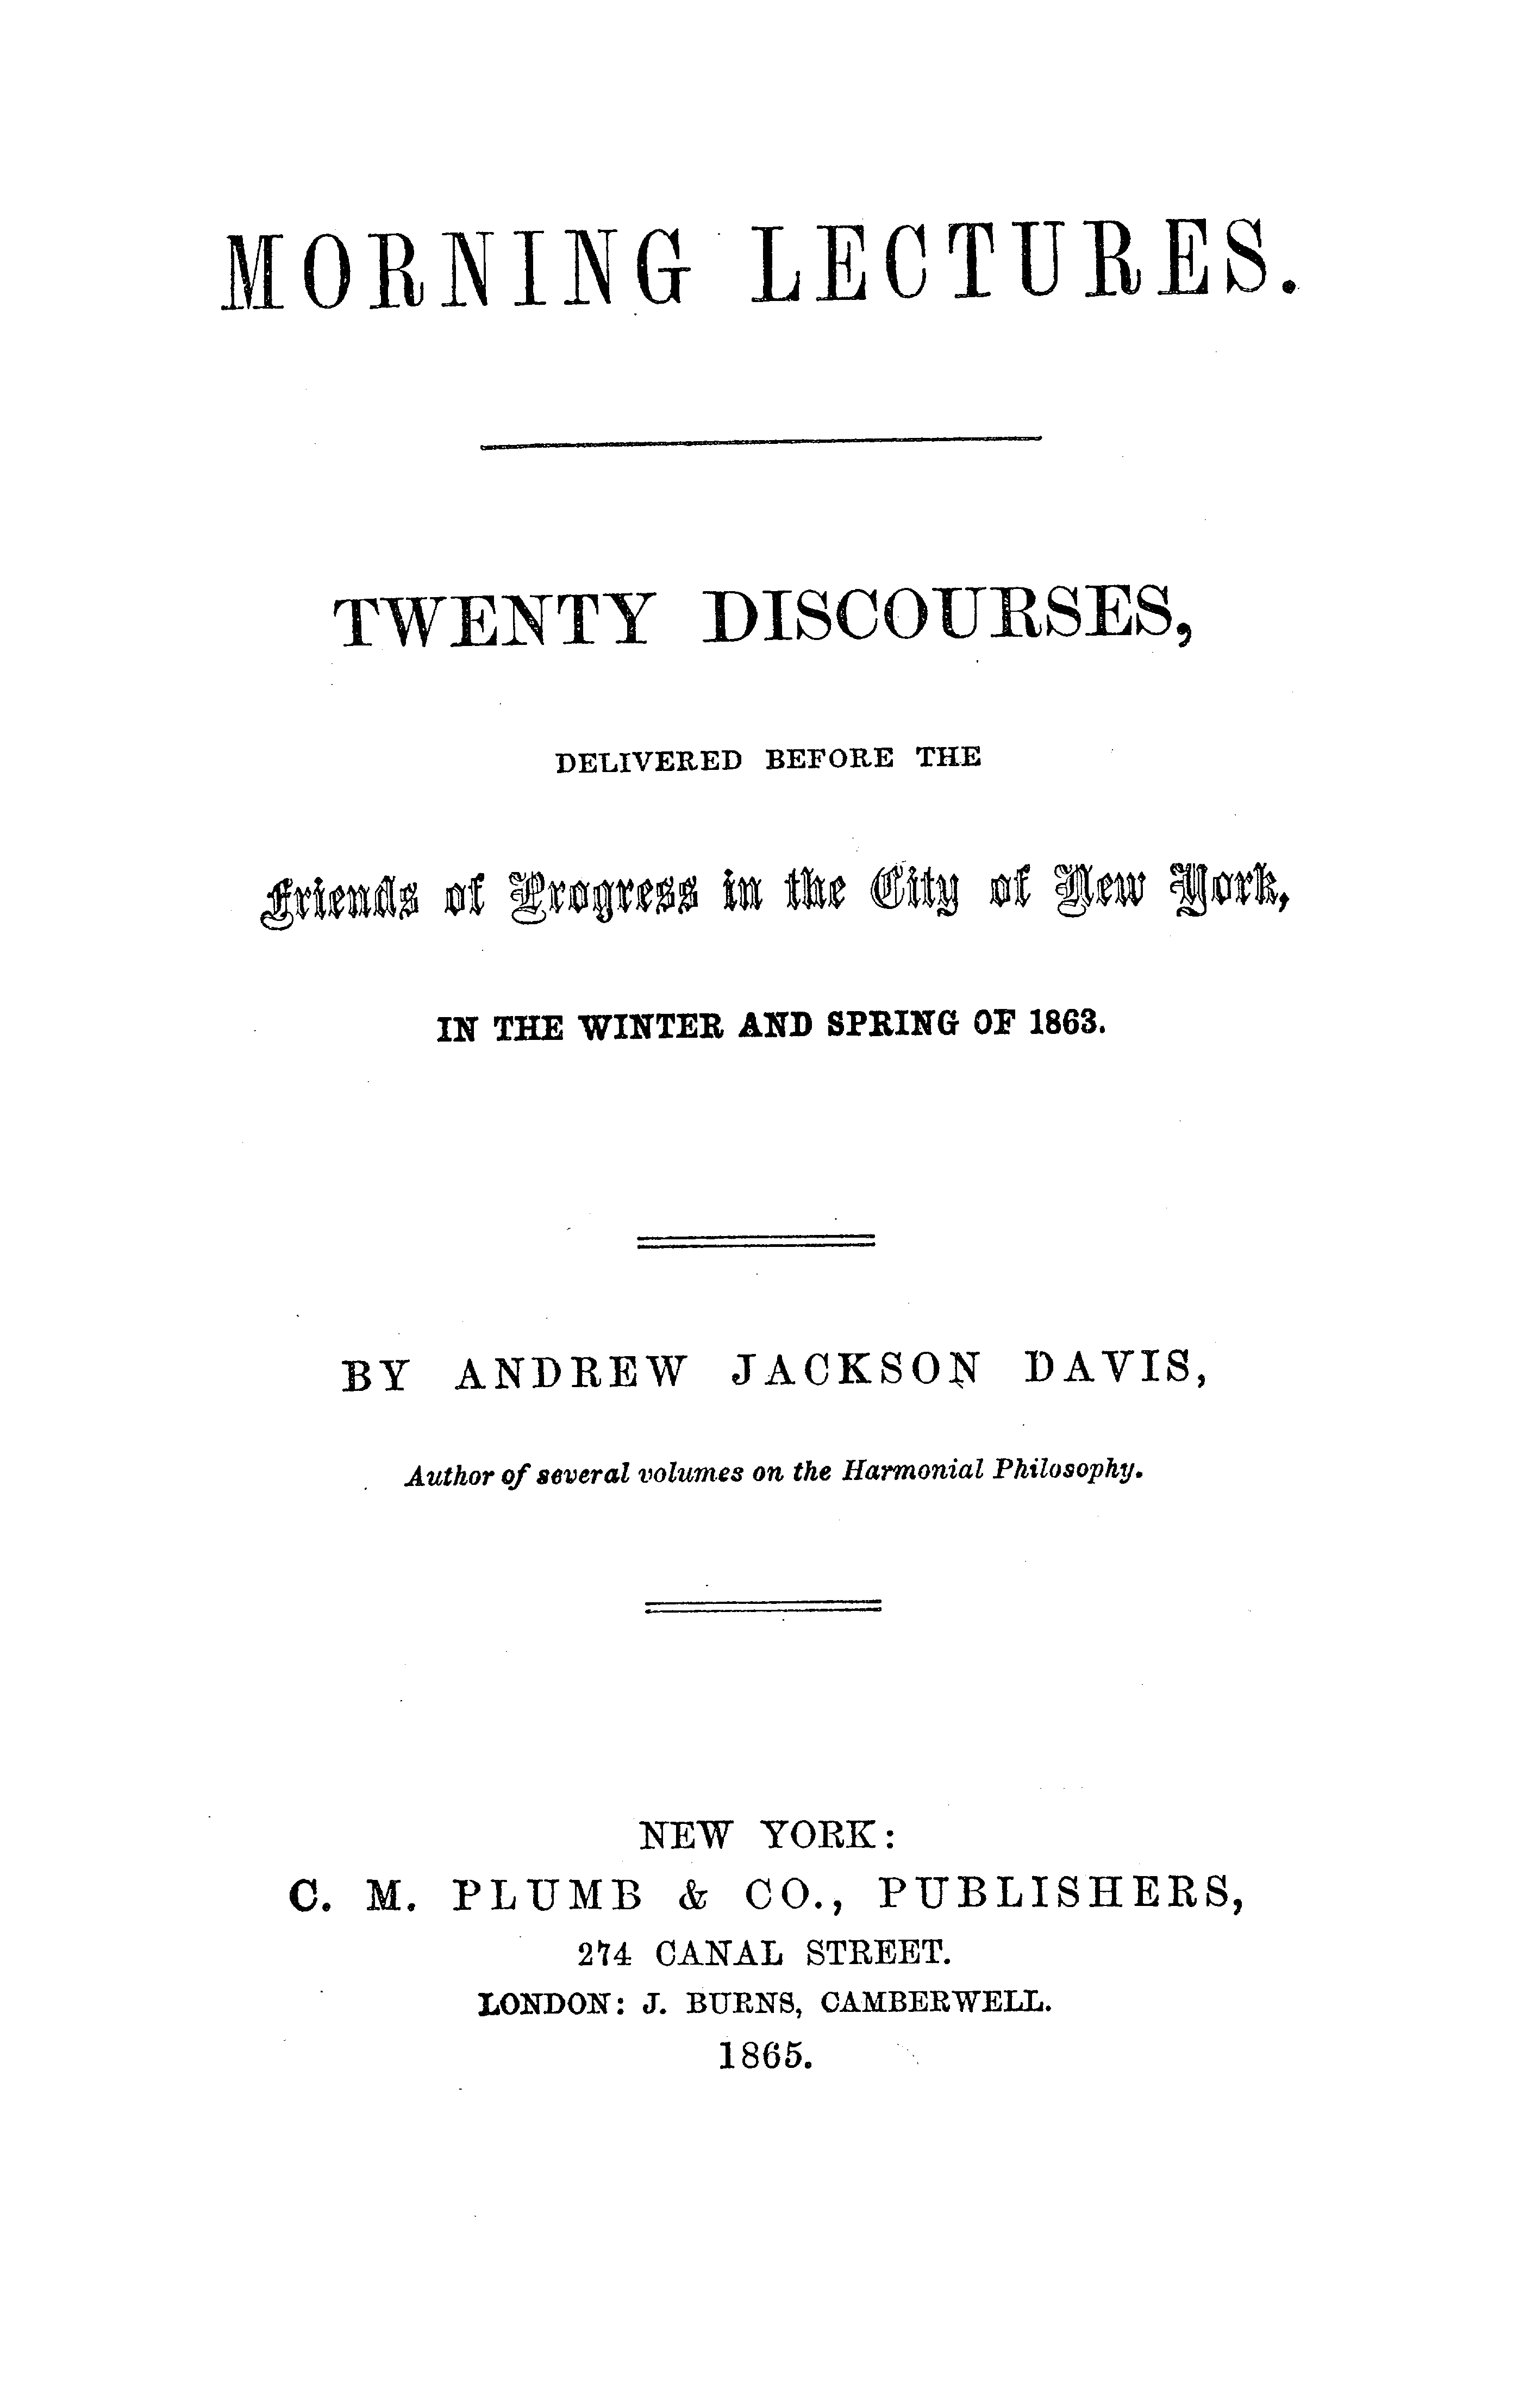 MORNING LECTURES.
TWENTY DISCOURSES,
DELIVERED BEFORE THE
Friends of Progress in the City of New York,
IN THE WINTER AND SPRING OF 1863.
BY ANDREW JACKSON DAVIS,
Author of several volumes on the Harmonial Philosophy.
NEW YORK:
C. M. PLUMB & CO., PUBLISHERS,
274 CANAL STREET.
LONDON: J. BURNS, CAMBERWELL.
1865.